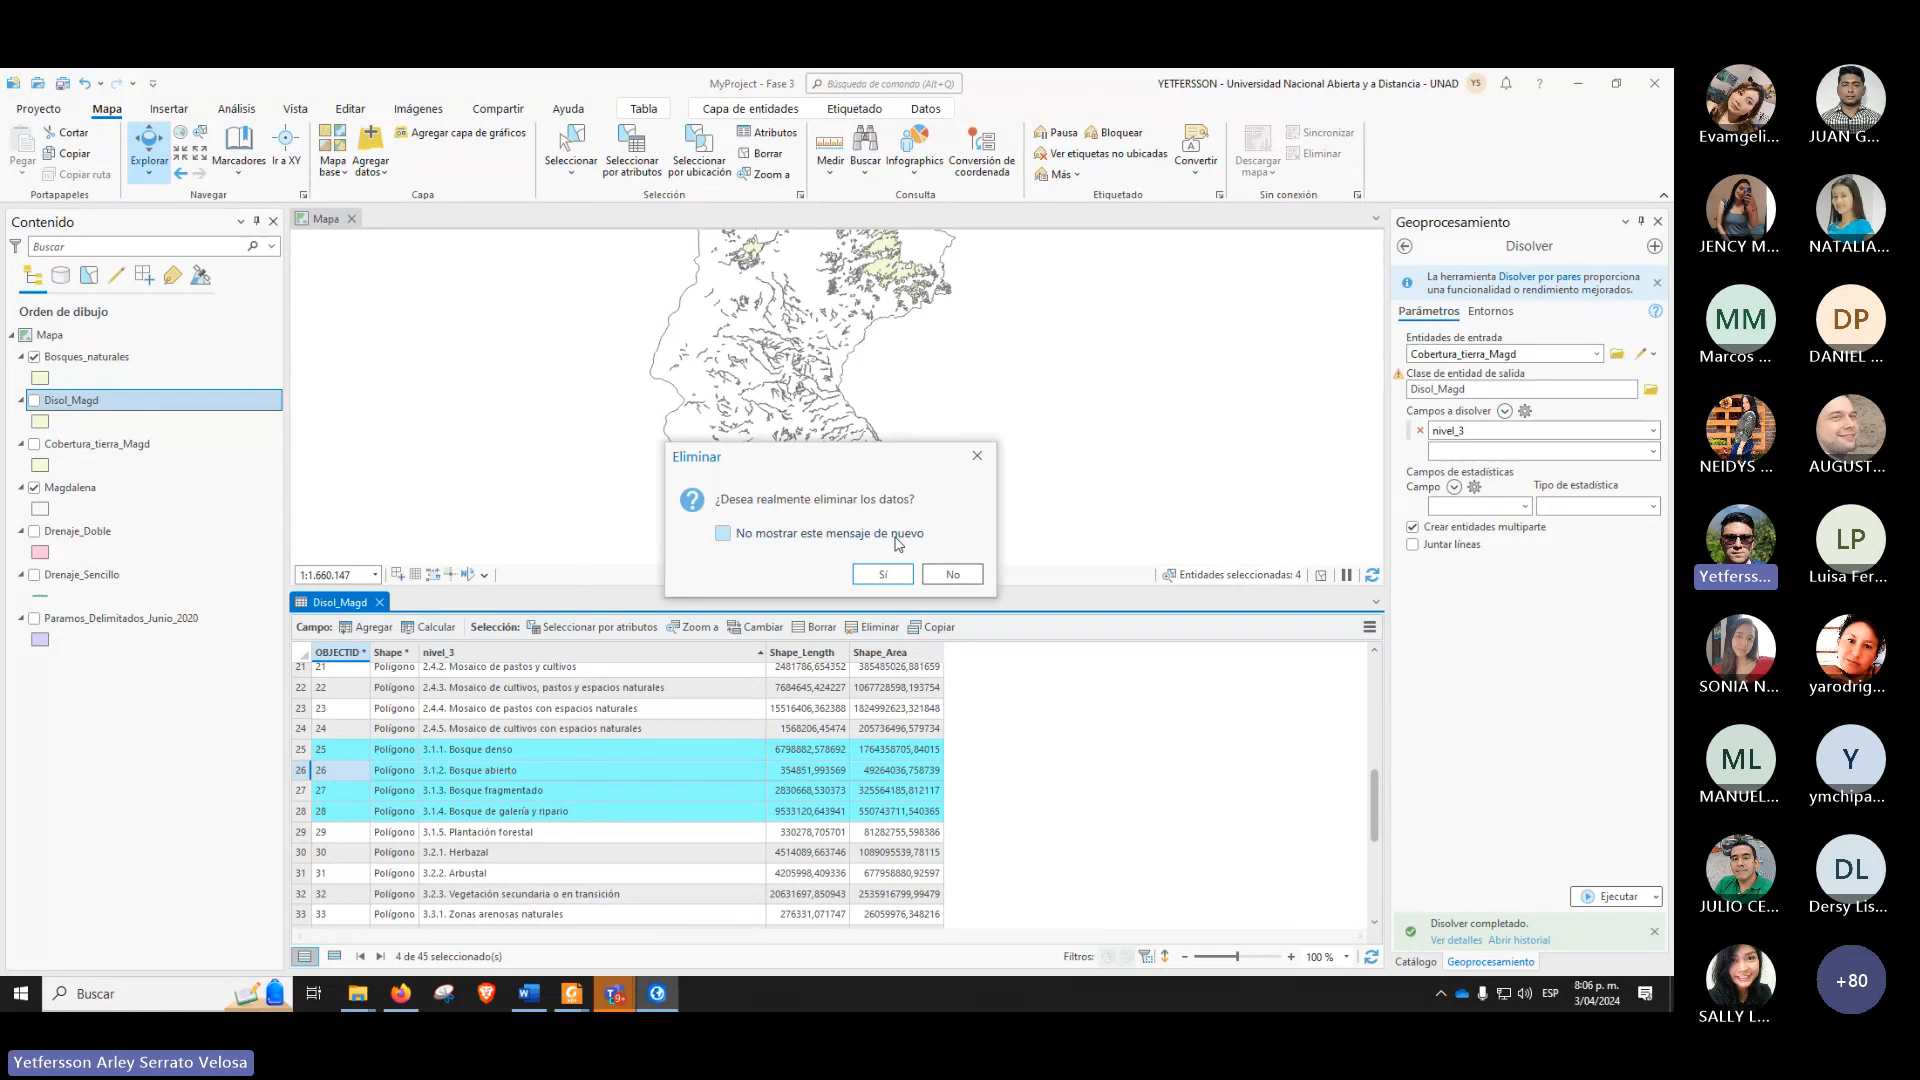 MyProject - Fase 3
Búsqueda de comando (Alt+Q)
YETFERSSON - Universidad Nacional Abierta y a Distancia - UNAD
YS
?
Proyecto
Mapa
Insertar
Análisis
Vista
Editar
Imágenes
Compartir
Ayuda
Tabla
Capa de entidades
Etiquetado
Datos
Pegar
Cortar
Copiar
Copiar ruta
Portapapeles
Explorar
Marcadores
Ir a XY
Navegar
Mapa base
Agregar datos
Agregar capa de gráficos
Capa
Seleccionar
Seleccionar por atributos
Seleccionar por ubicación
Atributos
Borrar
Zoom a
Selección
Medir
Buscar
Infographics
Conversión de coordenada
Consulta
Pausa
Bloquear
Ver etiquetas no ubicadas
Más
Convertir
Etiquetado
Descargar mapa
Sincronizar
Eliminar
Sin conexión
Contenido
Buscar
Orden de dibujo
Mapa
Bosques_naturales
Disol_Magd
Cobertura_tierra_Magd
Magdalena
Drenaje_Doble
Drenaje_Sencillo
Paramos_Delimitados_Junio_2020
Mapa
Eliminar
¿Desea realmente eliminar los datos?
No mostrar este mensaje de nuevo
Sí
No
1:1.660.147
Entidades seleccionadas: 4
Disol_Magd
Campo: Agregar Calcular Selección: Seleccionar por atributos Zoom a Cambiar Borrar Eliminar Copiar
OBJECTID * Shape * nivel_3 Shape_Length Shape_Area
21 21 Polígono 2.4.2. Mosaico de pastos y cultivos 2481786,654352 385485026,881659
22 22 Polígono 2.4.3. Mosaico de cultivos, pastos y espacios naturales 7684645,424227 1067728598,193754
23 23 Polígono 2.4.4. Mosaico de pastos con espacios naturales 15516406,362388 1824992623,321848
24 24 Polígono 2.4.5. Mosaico de cultivos con espacios naturales 1568206,45474 205736496,579734
25 25 Polígono 3.1.1. Bosque denso 6798882,578692 1764358705,84015
26 26 Polígono 3.1.2. Bosque abierto 354851,993569 49264036,758739
27 27 Polígono 3.1.3. Bosque fragmentado 2830668,530373 325564185,812117
28 28 Polígono 3.1.4. Bosque de galería y ripario 9533120,643941 550743711,540365
29 29 Polígono 3.1.5. Plantación forestal 330278,705701 81282755,598386
30 30 Polígono 3.2.1. Herbazal 4514089,663746 1089095539,78115
31 31 Polígono 3.2.2. Arbustal 4205998,409336 677958880,92597
32 32 Polígono 3.2.3. Vegetación secundaria o en transición 20631697,850943 2535916799,99479
33 33 Polígono 3.3.1. Zonas arenosas naturales 276331,071747 26059976,348216
4 de 45 seleccionado(s)
Filtros:
100 %
Geoprocesamiento
Disolver
La herramienta Disolver por pares proporciona
una funcionalidad o rendimiento mejorados.
Parámetros
Entornos
Entidades de entrada
Cobertura_tierra_Magd
Clase de entidad de salida
Disol_Magd
Campos a disolver
nivel_3
Campos de estadísticas
Campo
Tipo de estadística
Crear entidades multiparte
Juntar líneas
Ejecutar
Disolver completado.
Ver detalles Abrir historial
Catálogo
Geoprocesamiento
Buscar
9+
ESP
8:06 p. m.
3/04/2024
Evamgeli...
JUAN G...
JENCY M...
NATALIA...
MM
Marcos ...
DP
DANIEL ...
NEIDYS ...
AUGUST...
Yetferss...
LP
Luisa Fer...
SONIA N...
yarodrig...
ML
MANUEL...
Y
ymchipa...
JULIO CE...
DL
Dersy Lis...
SALLY L...
+80
Yetfersson Arley Serrato Velosa